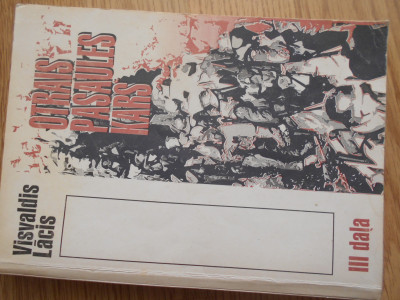 Visvaldis
Lācis
OTRAIS
PASAULES
KARŠ
III daļa